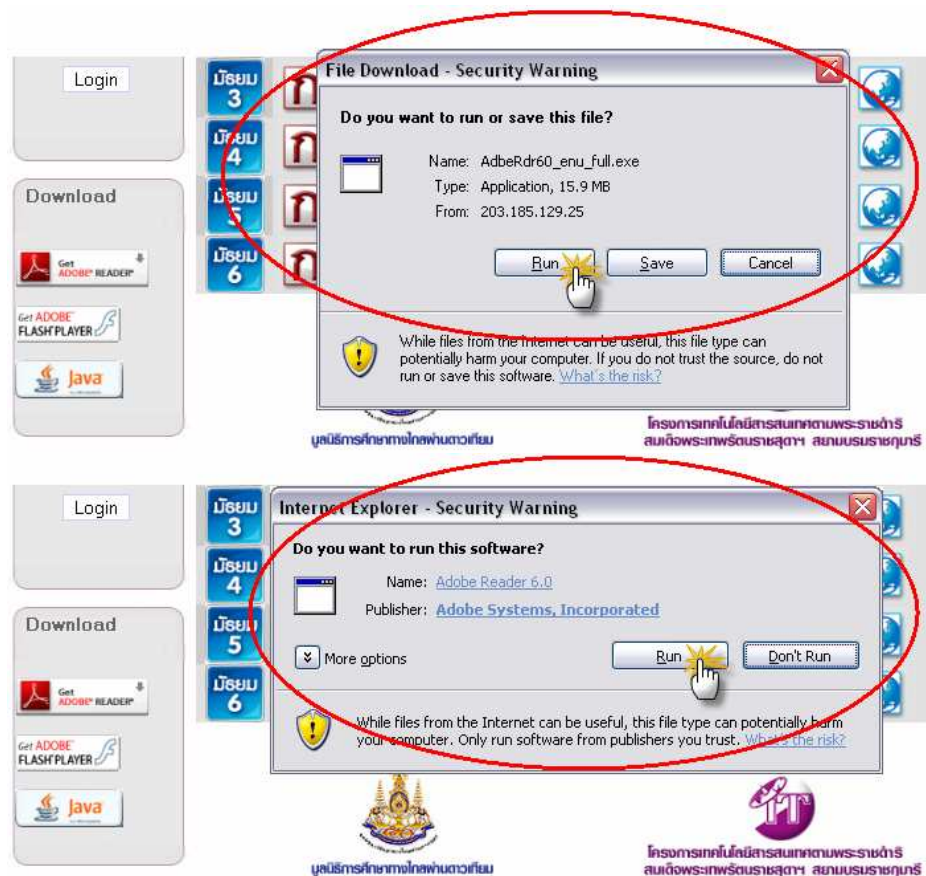 Login
Download
Get
ADOBE® READER®
Get ADOBE®
FLASH® PLAYER
Java
มัธยม
3
มัธยม
4
มัธยม
5
มัธยม
6
File Download - Security Warning
Do you want to run or save this file?
Name: AdbeRdr60_enu_full.exe
Type: Application, 15.9 MB
From: 203.185.129.25
Run Save Cancel
While files from the Internet can be useful, this file type can
potentially harm your computer. If you do not trust the source, do not
run or save this software. What's the risk?
มูลนิธิการศึกษาทางไกลผ่านดาวเทียม
โครงการเทคโนโลยีสารสนเทศตามพระราชดำริ
สมเด็จพระเทพรัตนราชสุดาฯ สยามบรมราชกุมารี
Login
Download
Get
ADOBE® READER®
Get ADOBE®
FLASH® PLAYER
Java
มัธยม
3
มัธยม
4
มัธยม
5
มัธยม
6
Internet Explorer - Security Warning
Do you want to run this software?
Name: Adobe Reader 6.0
Publisher: Adobe Systems, Incorporated
More options Run Don't Run
While files from the Internet can be useful, this file type can potentially harm
your computer. Only run software from publishers you trust. What's the risk?
IT
มูลนิธิการศึกษาทางไกลผ่านดาวเทียม
โครงการเทคโนโลยีสารสนเทศตามพระราชดำริ
สมเด็จพระเทพรัตนราชสุดาฯ สยามบรมราชกุมารี